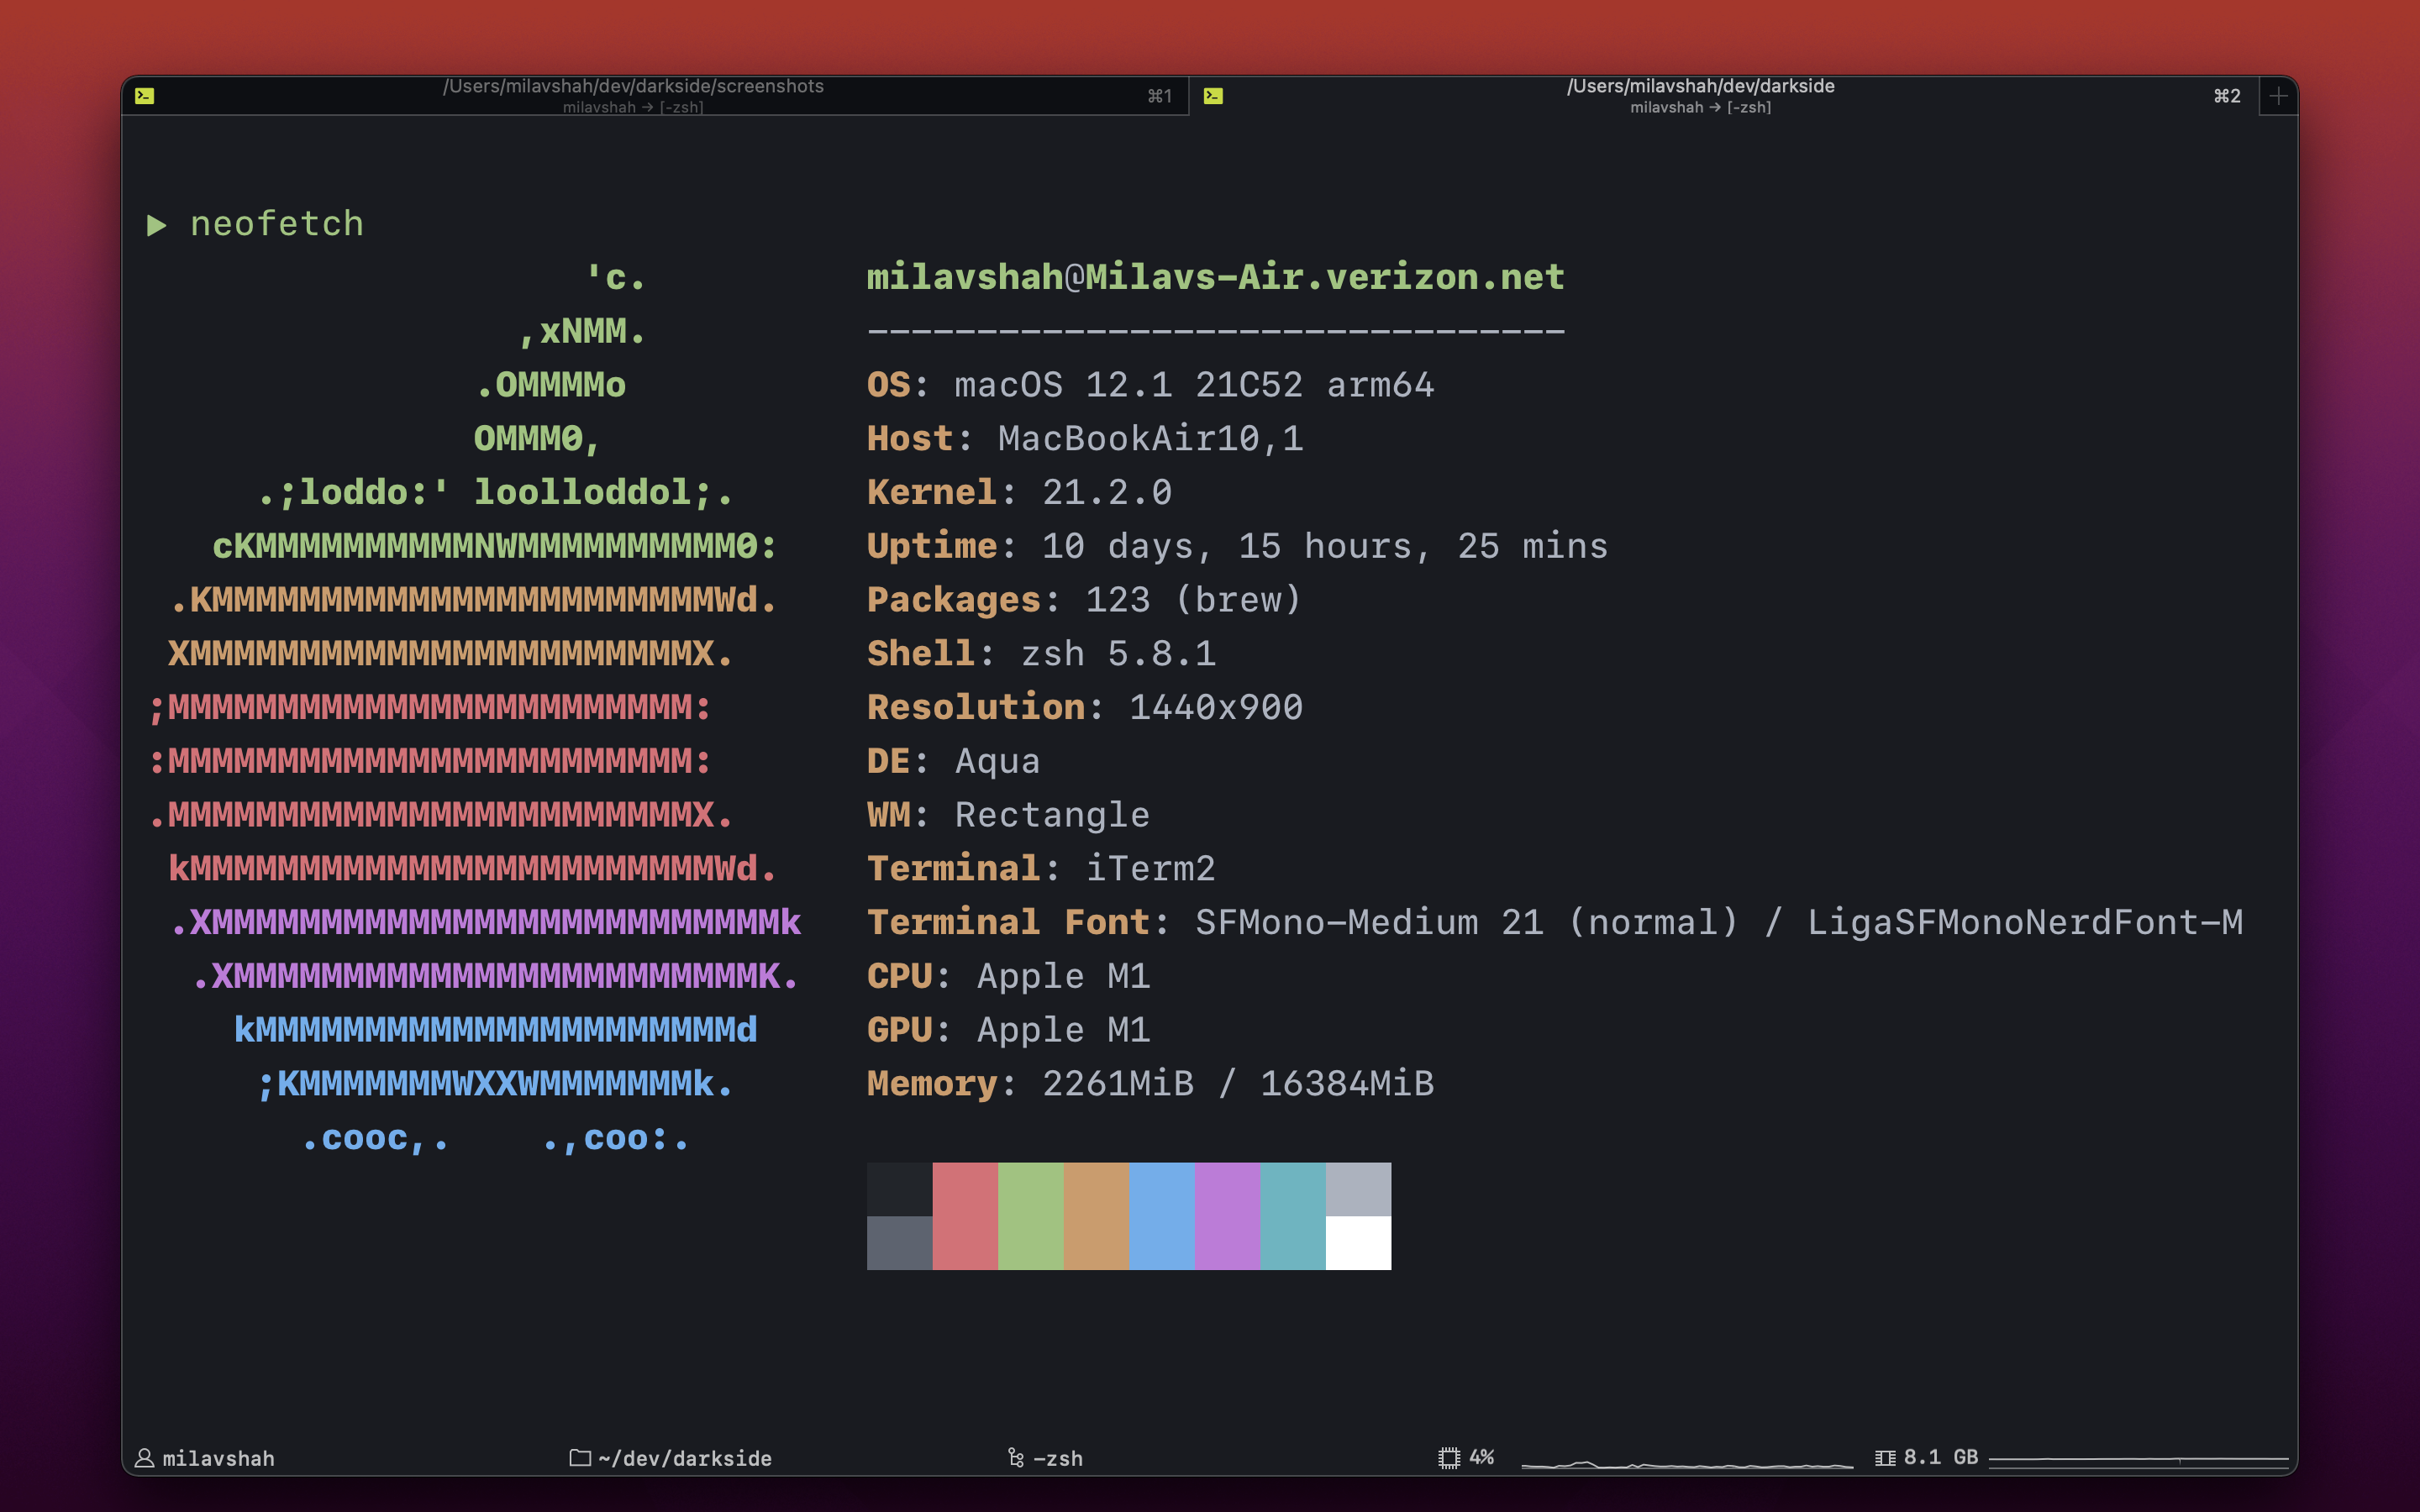 /Users/milavshah/dev/darkside/screenshots
milavshah → [-zsh]
⌘1
/Users/milavshah/dev/darkside
milavshah → [-zsh]
⌘2
▶ neofetch
'c.
,xNMM.
.OMMMMo
OMMM0,
.;loddo:' loolloddol;.
cKMMMMMMMMMMNWMMMMMMMMMM0:
.KMMMMMMMMMMMMMMMMMMMMMMMWd.
XMMMMMMMMMMMMMMMMMMMMMMMX.
;MMMMMMMMMMMMMMMMMMMMMMMM:
:MMMMMMMMMMMMMMMMMMMMMMMM:
.MMMMMMMMMMMMMMMMMMMMMMMMX.
kMMMMMMMMMMMMMMMMMMMMMMMMWd.
.XMMMMMMMMMMMMMMMMMMMMMMMMMMk
.XMMMMMMMMMMMMMMMMMMMMMMMMK.
kMMMMMMMMMMMMMMMMMMMMMMd
;KMMMMMMMWXXWMMMMMMMk.
.cooc,. .,coo:.
milavshah@Milavs-Air.verizon.net
--------------------------------
OS: macOS 12.1 21C52 arm64
Host: MacBookAir10,1
Kernel: 21.2.0
Uptime: 10 days, 15 hours, 25 mins
Packages: 123 (brew)
Shell: zsh 5.8.1
Resolution: 1440x900
DE: Aqua
WM: Rectangle
Terminal: iTerm2
Terminal Font: SFMono-Medium 21 (normal) / LigaSFMonoNerdFont-M
CPU: Apple M1
GPU: Apple M1
Memory: 2261MiB / 16384MiB
milavshah
~/dev/darkside
-zsh
4%
8.1 GB